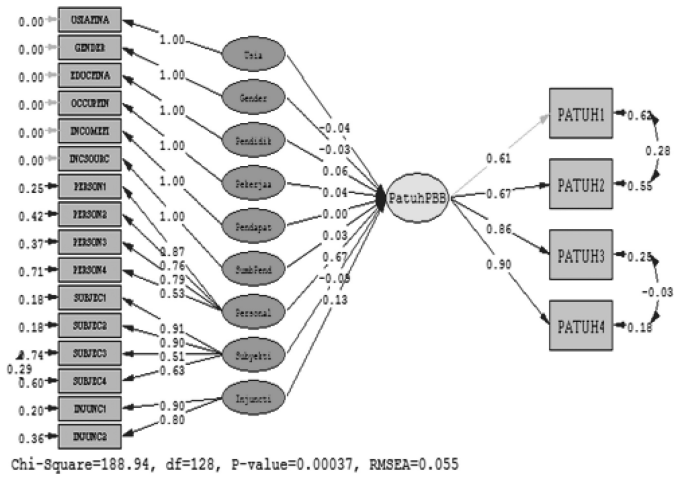 0.00 USIAFINA
0.00 GENDER
0.00 EDUCFINA
0.00 OCCUPFIN
0.00 INCOMEFI
0.00 INCSOURC
0.25 PERSON1
0.42 PERSON2
0.37 PERSON3
0.71 PERSON4
0.18 SUBJEC1
0.18 SUBJEC2
0.74 SUBJEC3
0.29
0.60 SUBJEC4
0.20 INJUNC1
0.36 INJUNC2
1.00
1.00
1.00
1.00
1.00
1.00
0.87
0.76
0.79
0.53
0.91
0.90
0.51
0.63
0.90
0.80
Usia
Gender
Pendidik
Pekerjaa
Pendapat
SumbPend
Personal
Subyekti
Injuncti
-0.04
-0.03
0.06
0.04
0.00
0.03
0.67
-0.09
0.13
PatuhPBB
0.61
0.67
0.86
0.90
PATUH1 0.62
0.28
PATUH2 0.55
PATUH3 0.25
-0.03
PATUH4 0.18
Chi-Square=188.94, df=128, P-value=0.00037, RMSEA=0.055